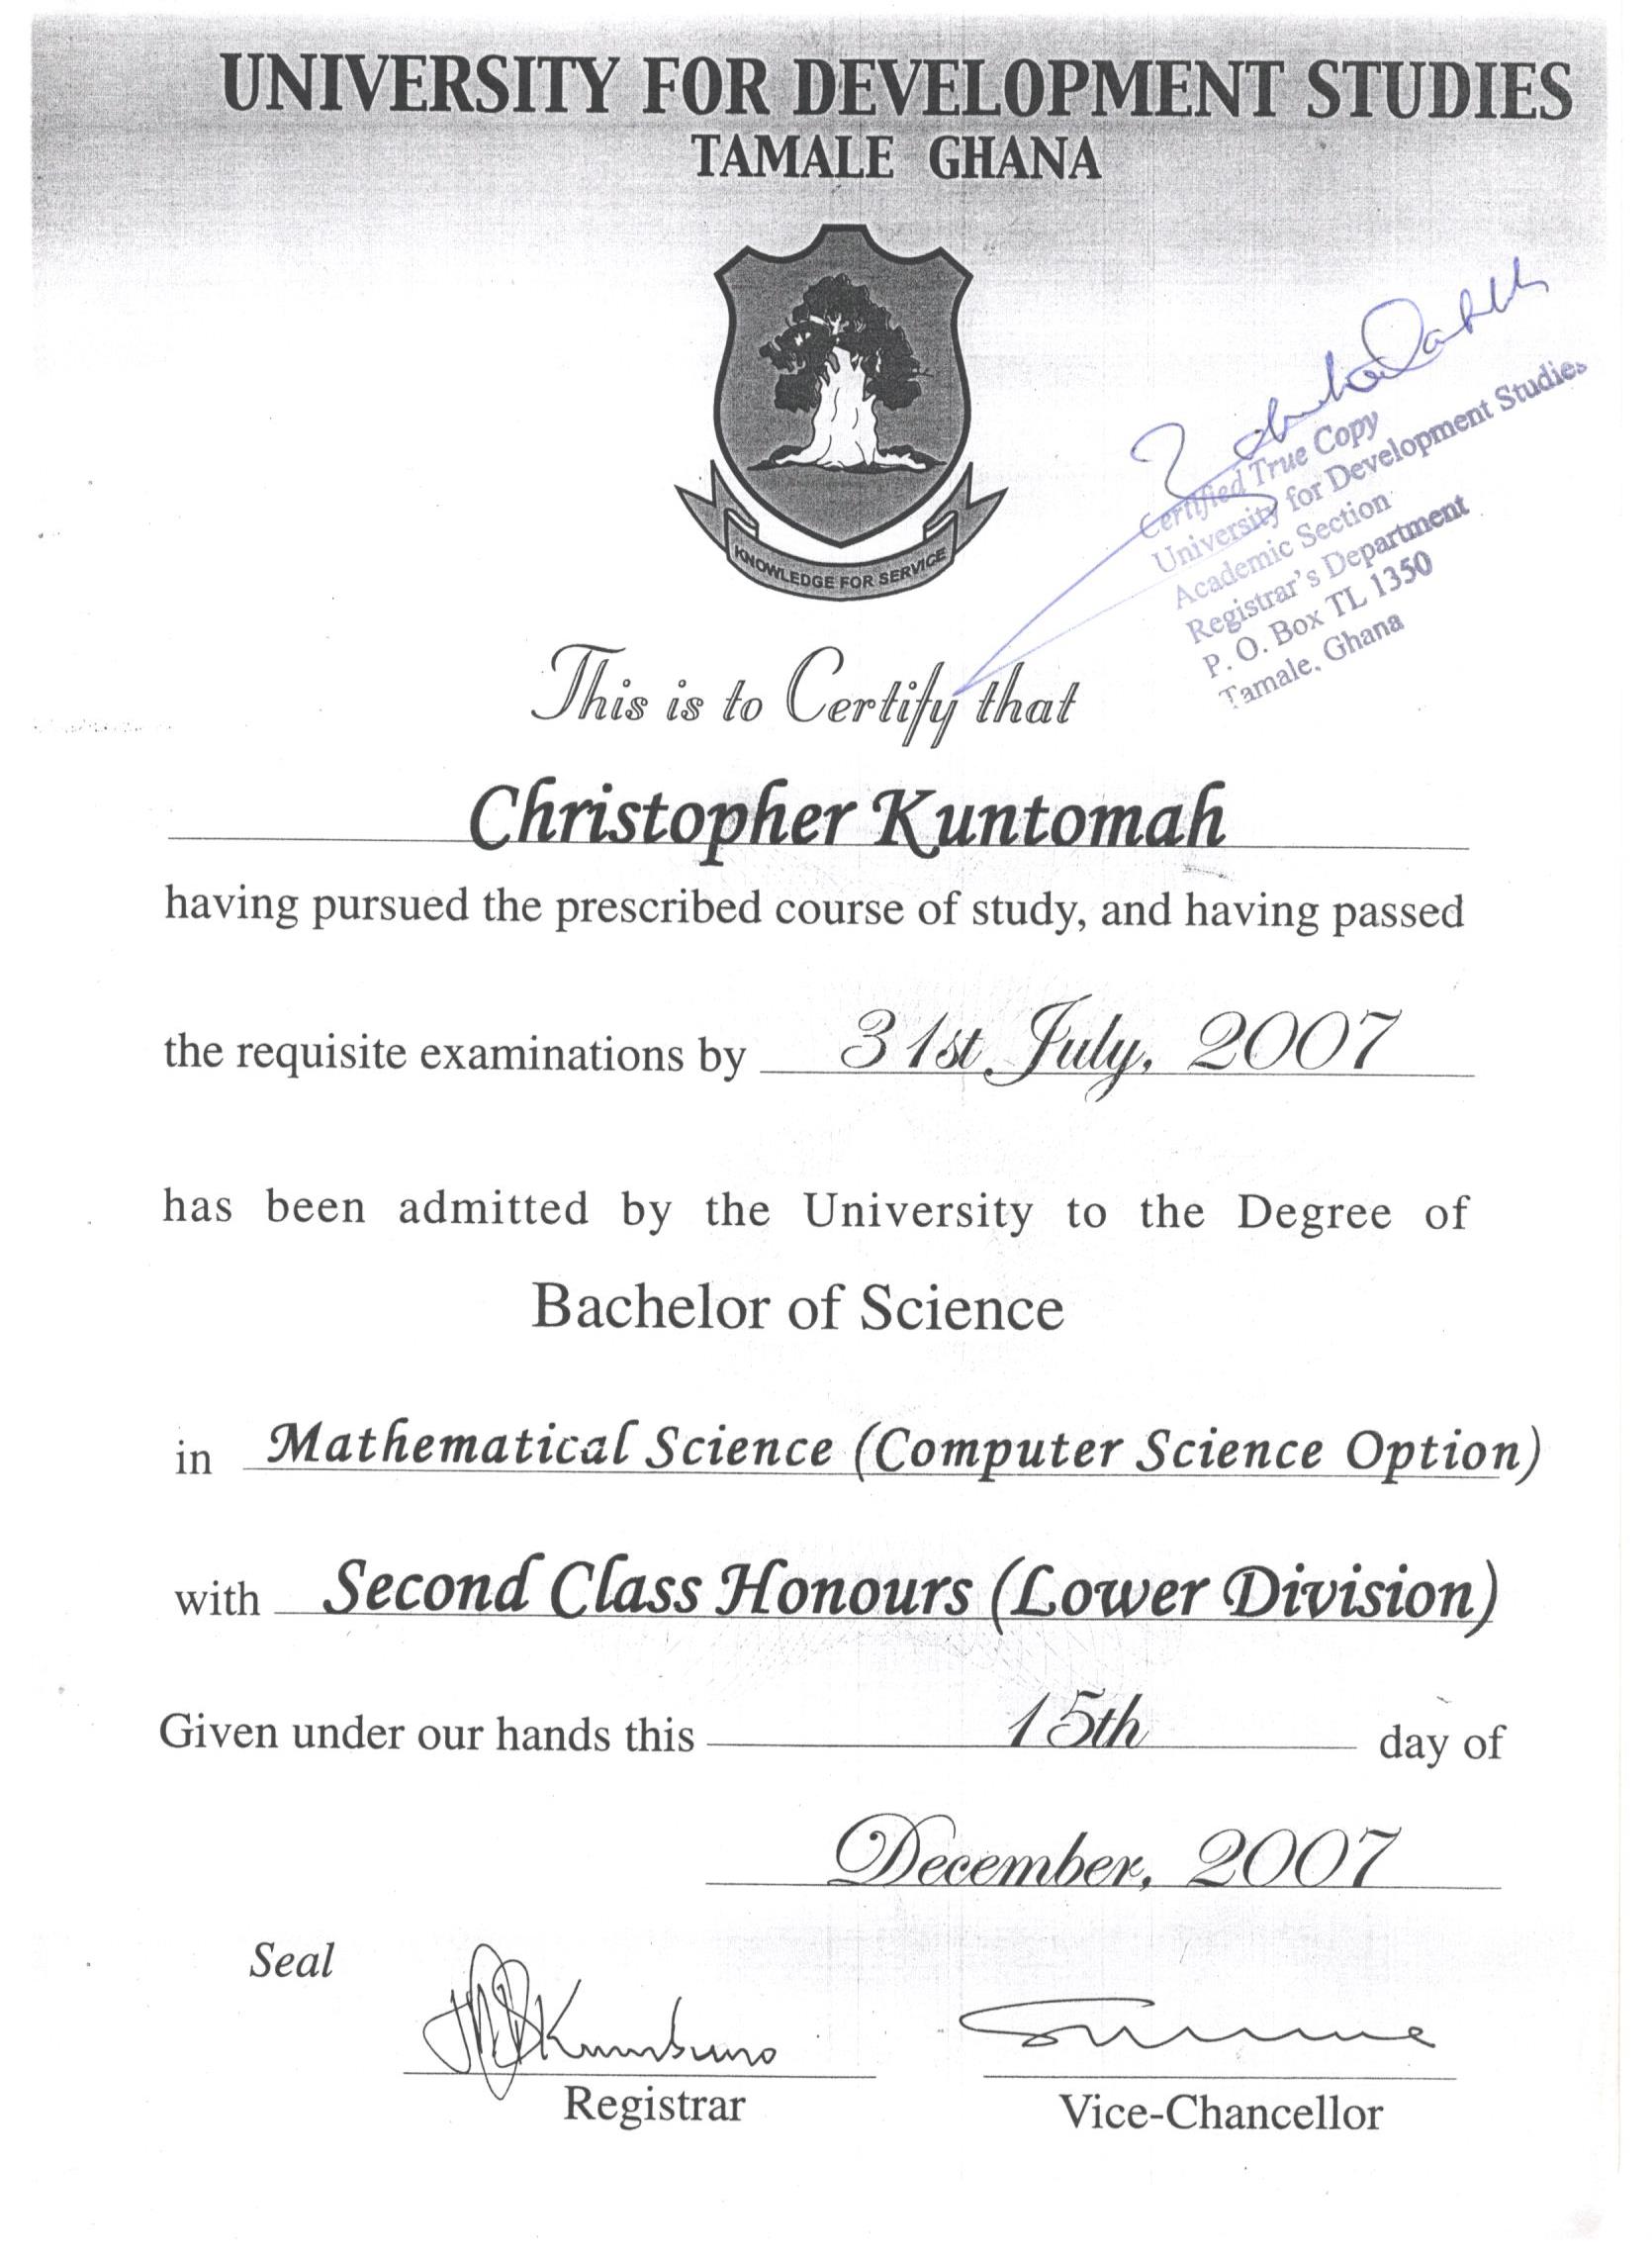 UNIVERSITY FOR DEVELOPMENT STUDIES
TAMALE GHANA
KNOWLEDGE FOR SERVICE
Certified True Copy
University for Development Studies
Academic Section
Registrar's Department
P. O. Box TL 1350
Tamale, Ghana
This is to Certify that
Christopher Kuntomah
having pursued the prescribed course of study, and having passed
the requisite examinations by 31st July, 2007
has been admitted by the University to the Degree of
Bachelor of Science
in Mathematical Science (Computer Science Option)
with Second Class Honours (Lower Division)
Given under our hands this 15th day of
December, 2007
Seal
Registrar
Vice-Chancellor